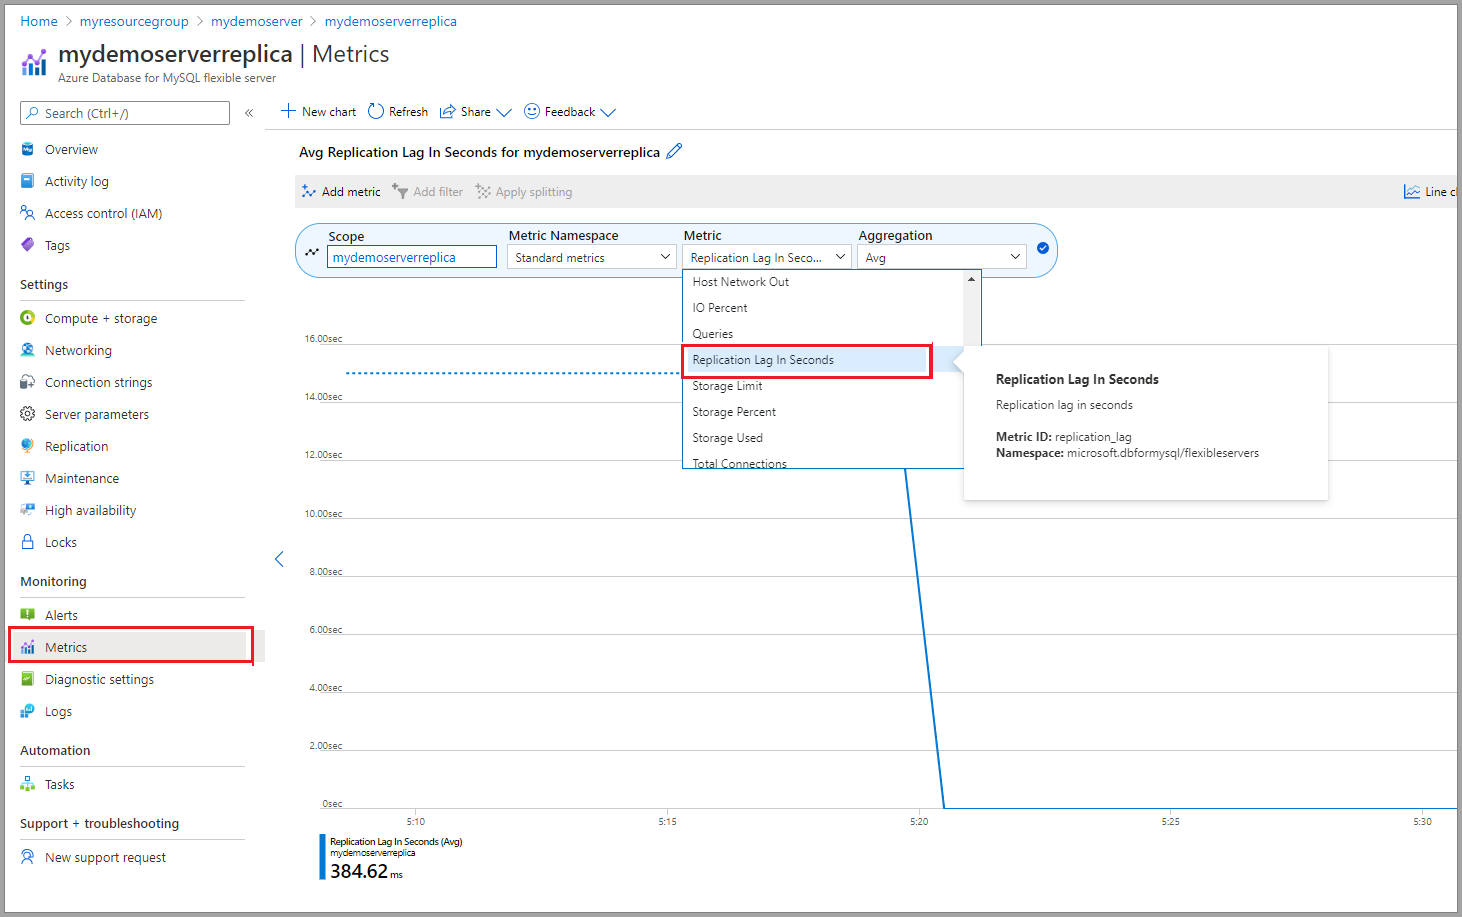 Home > myresourcegroup > mydemoserver > mydemoserverreplica
mydemoserverreplica | Metrics
Azure Database for MySQL flexible server
Search (Ctrl+/)
«
New chart
Refresh
Share
Feedback
Overview
Activity log
Access control (IAM)
Tags
Settings
Compute + storage
Networking
Connection strings
Server parameters
Replication
Maintenance
High availability
Locks
Monitoring
Alerts
Metrics
Diagnostic settings
Logs
Automation
Tasks
Support + troubleshooting
New support request
Avg Replication Lag In Seconds for mydemoserverreplica
Add metric
Add filter
Apply splitting
Line c
Scope
mydemoserverreplica
Metric Namespace
Standard metrics
Metric
Replication Lag In Seco...
Aggregation
Avg
Host Network Out
IO Percent
Queries
Replication Lag In Seconds
Storage Limit
Storage Percent
Storage Used
Total Connections
Replication Lag In Seconds
Replication lag in seconds
Metric ID: replication_lag
Namespace: microsoft.dbformysql/flexibleservers
16.00sec
14.00sec
12.00sec
10.00sec
8.00sec
6.00sec
4.00sec
2.00sec
0sec
5:10
5:15
5:20
5:25
5:30
Replication Lag In Seconds (Avg)
mydemoserverreplica
384.62 ms